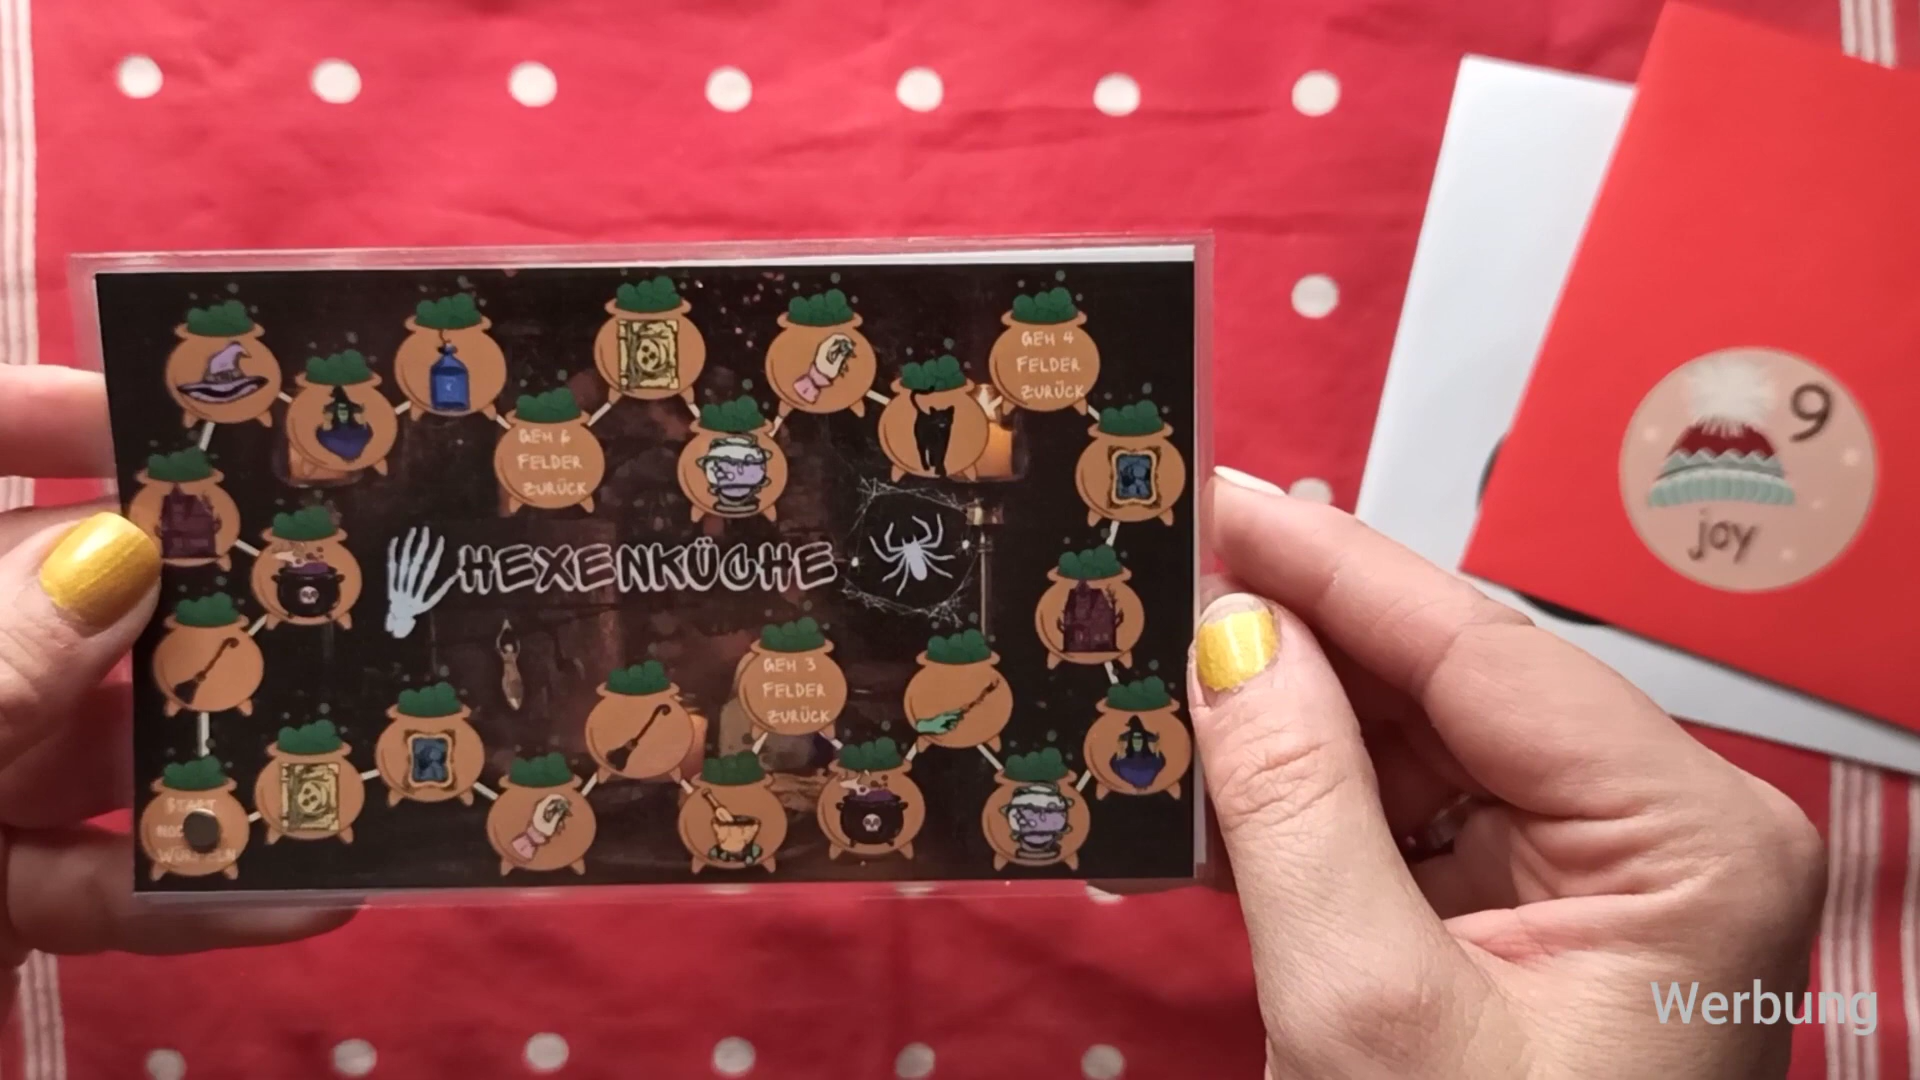 GEH 4
FELDER
ZURÜCK
GEH 6
FELDER
ZURÜCK
9
joy
HEXENKÜCHE
GEH 3
FELDER
ZURÜCK
START
Werbung